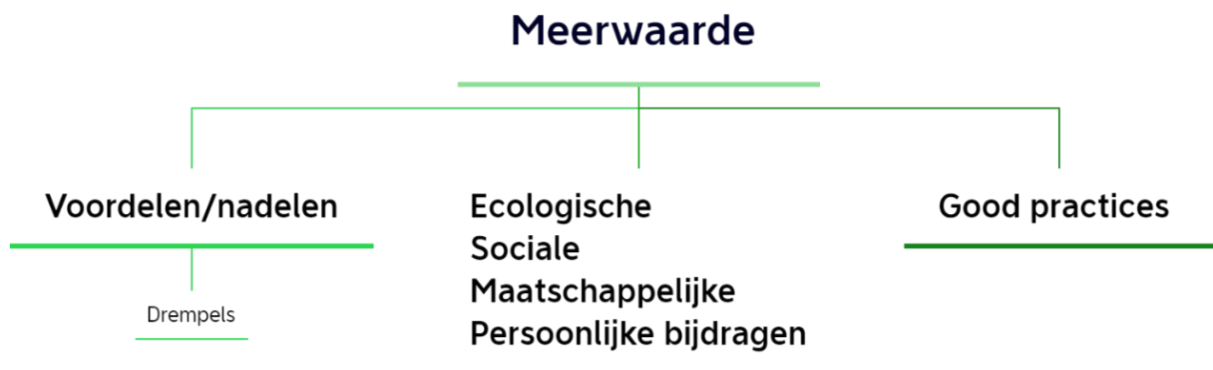 Meerwaarde
Voordelen/nadelen
Drempels
Ecologische
Sociale
Maatschappelijke
Persoonlijke bijdragen
Good practices